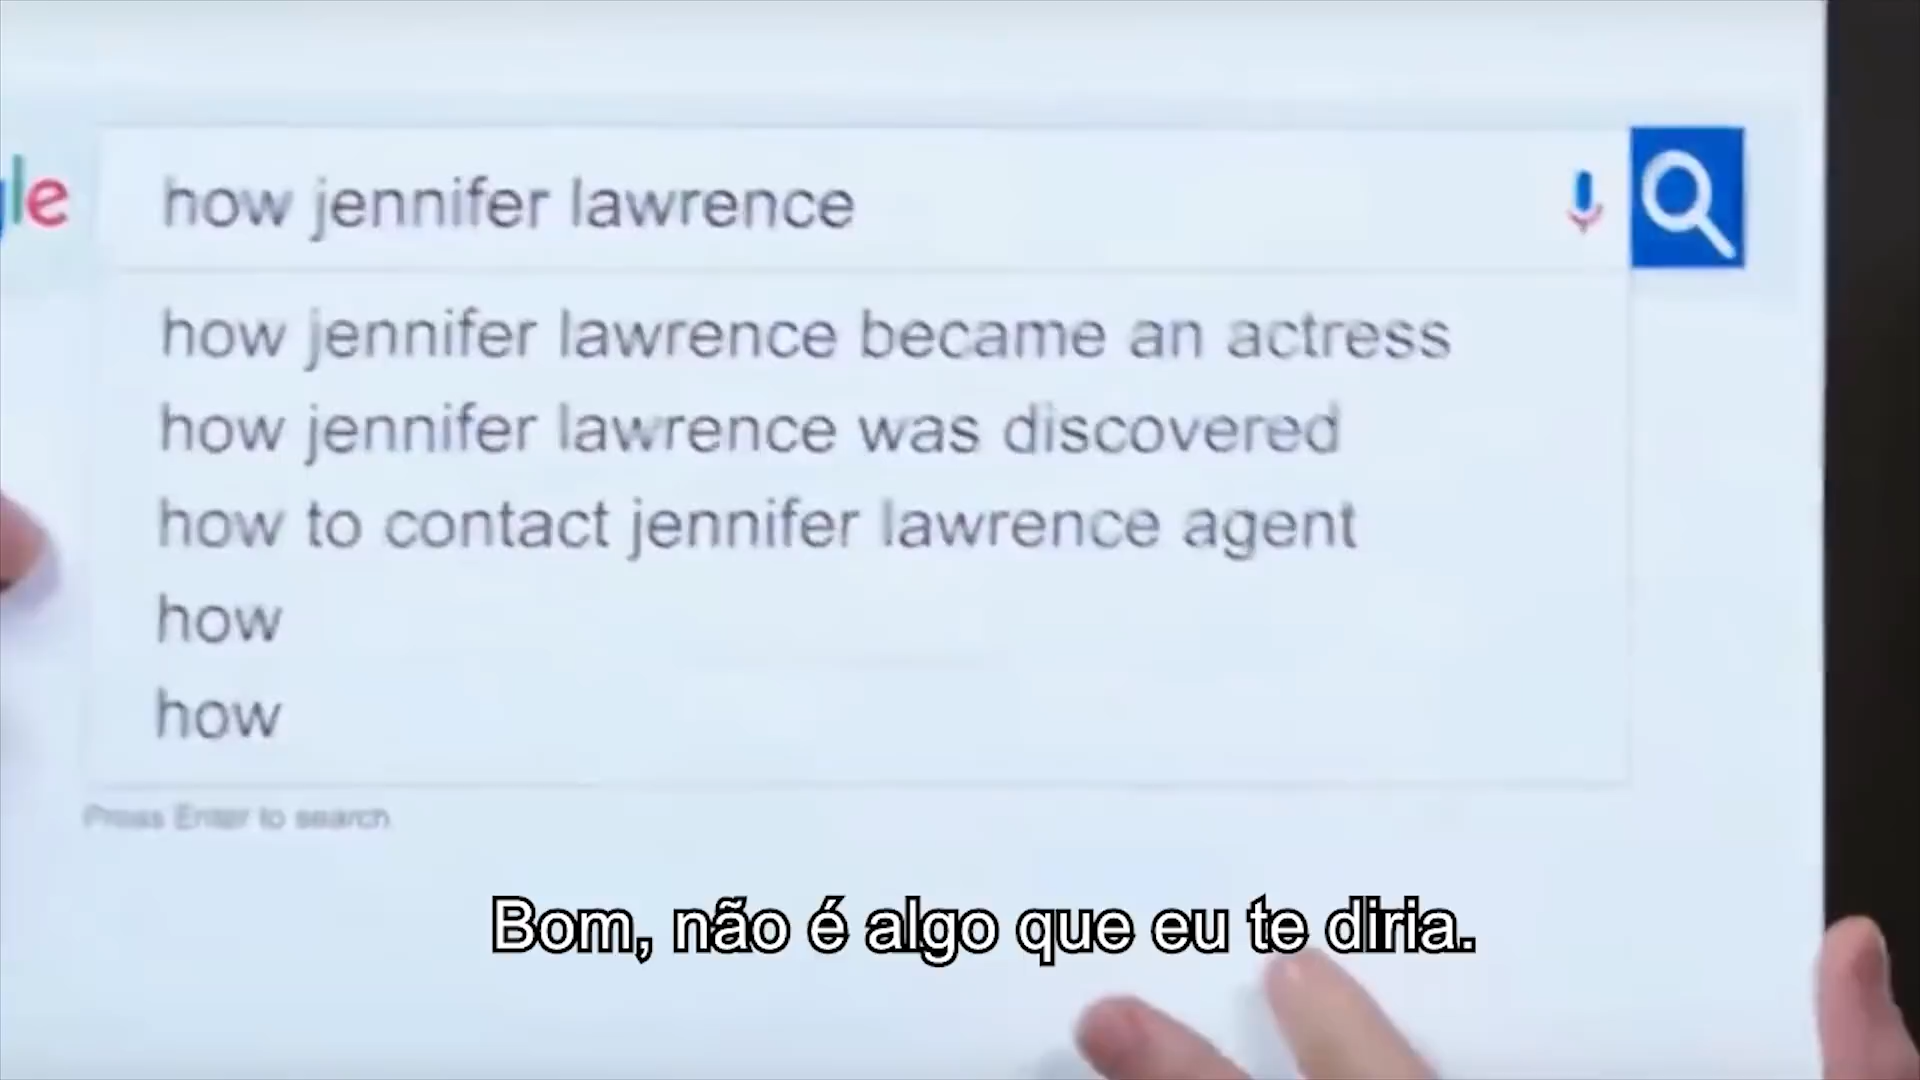 le
how jennifer lawrence
how jennifer lawrence became an actress
how jennifer lawrence was discovered
how to contact jennifer lawrence agent
how
how
Press Enter to search
Bom, não é algo que eu te diria.